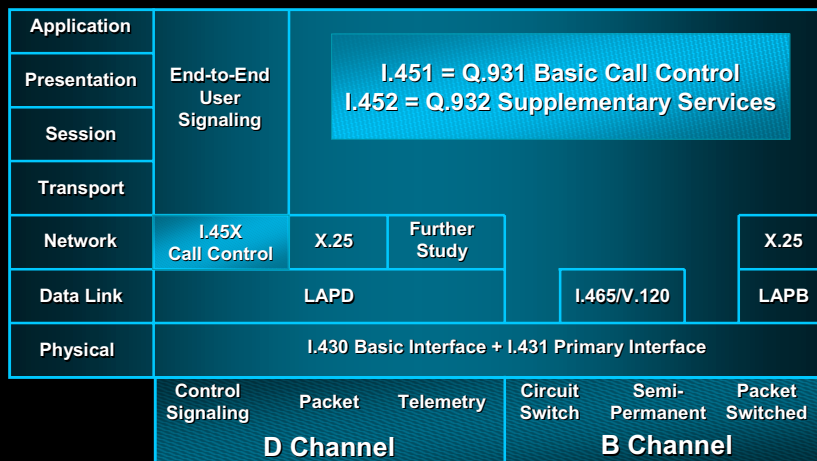 Application
Presentation
Session
Transport
Network
Data Link
Physical
End-to-End
User
Signaling
I.451 = Q.931 Basic Call Control
I.452 = Q.932 Supplementary Services
I.45X
Call Control
X.25
Further
Study
X.25
LAPD
I.465/V.120
LAPB
I.430 Basic Interface + I.431 Primary Interface
Control
Signaling
Packet
Telemetry
Circuit
Switch
Semi-
Permanent
Packet
Switched
D Channel
B Channel